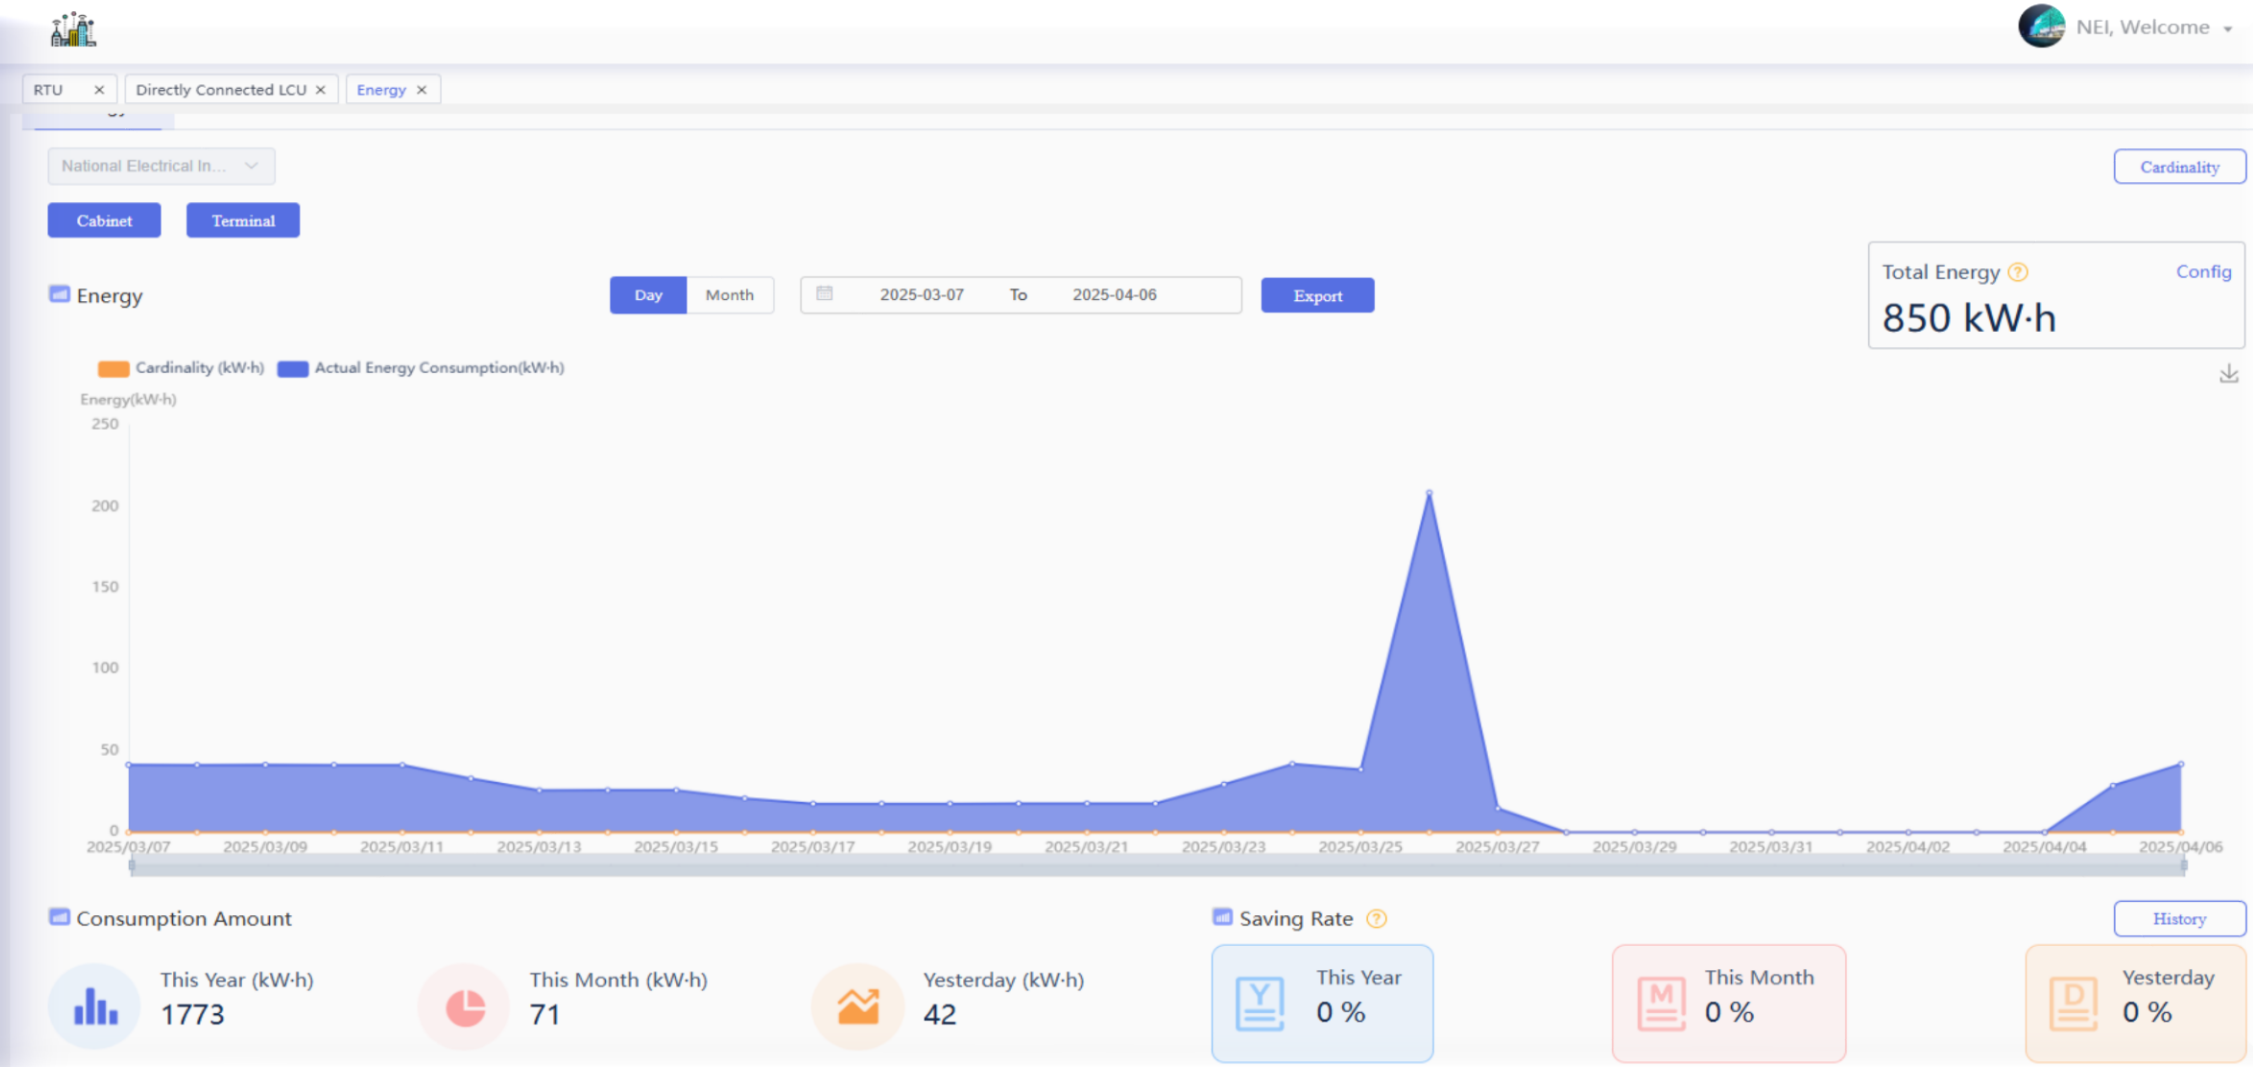 NEI, Welcome
RTU × Directly Connected LCU × Energy ×
National Electrical In...
Cardinality
Cabinet Terminal
Energy
Day Month 2025-03-07 To 2025-04-06 Export
Total Energy ? Config
850 kW·h
Cardinality (kW·h) Actual Energy Consumption(kW·h)
Energy(kW·h)
250
200
150
100
50
0
2025/03/07 2025/03/09 2025/03/11 2025/03/13 2025/03/15 2025/03/17 2025/03/19 2025/03/21 2025/03/23 2025/03/25 2025/03/27 2025/03/29 2025/03/31 2025/04/02 2025/04/04 2025/04/06
Consumption Amount
Saving Rate ?
History
This Year (kW·h)
1773
This Month (kW·h)
71
Yesterday (kW·h)
42
Y
This Year
0 %
M
This Month
0 %
D
Yesterday
0 %